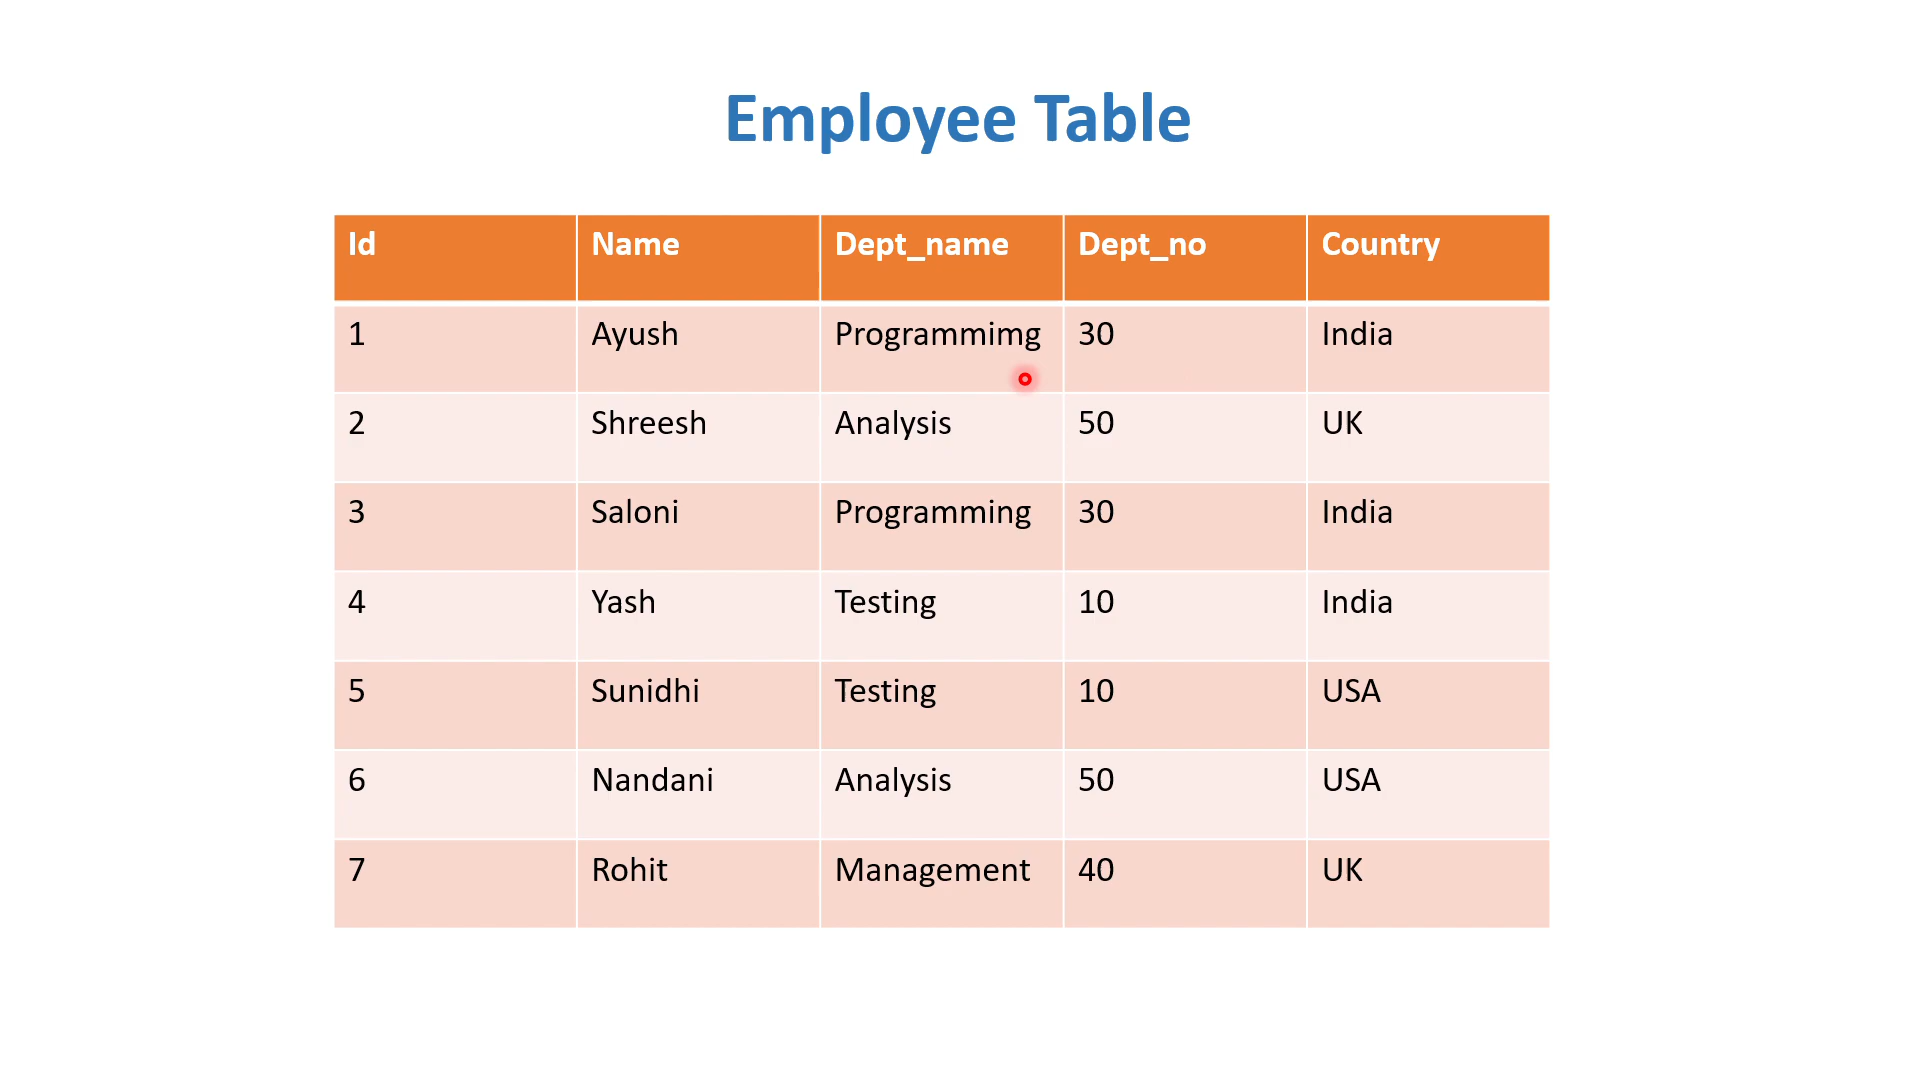 Employee Table
Id Name Dept_name Dept_no Country
1 Ayush Programmimg 30 India
2 Shreesh Analysis 50 UK
3 Saloni Programming 30 India
4 Yash Testing 10 India
5 Sunidhi Testing 10 USA
6 Nandani Analysis 50 USA
7 Rohit Management 40 UK